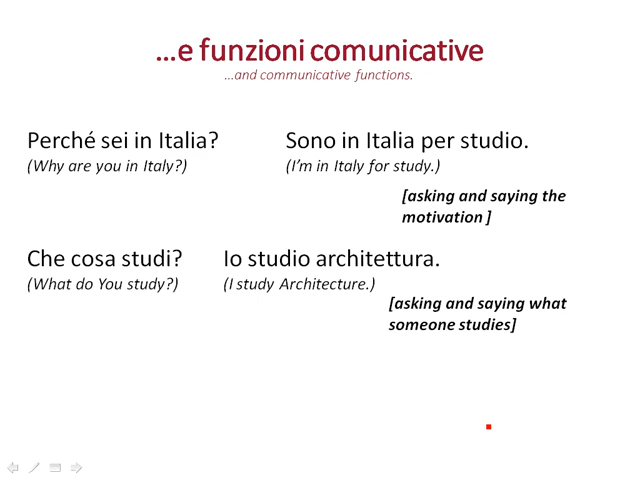 ...e funzioni comunicative
...and communicative functions.
Perché sei in Italia? Sono in Italia per studio.
(Why are you in Italy?) (I'm in Italy for study.)
[asking and saying the
motivation ]
Che cosa studi? Io studio architettura.
(What do You study?) (I study Architecture.)
[asking and saying what
someone studies]